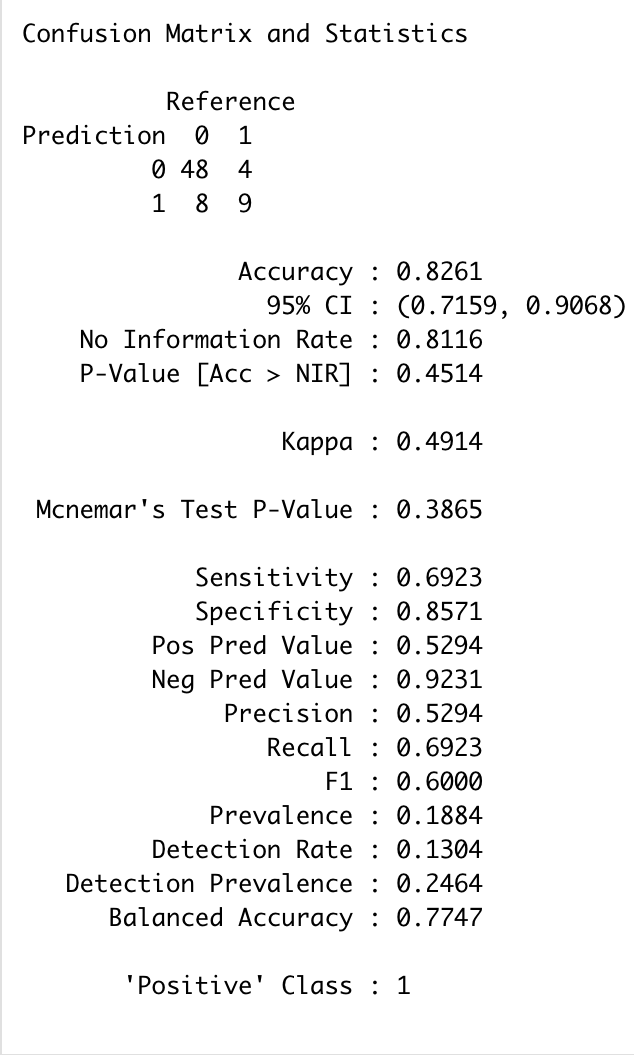 Confusion Matrix and Statistics
Reference
Prediction 0 1
0 48 4
1 8 9
Accuracy : 0.8261
95% CI : (0.7159, 0.9068)
No Information Rate : 0.8116
P-Value [Acc > NIR] : 0.4514
Kappa : 0.4914
Mcnemar's Test P-Value : 0.3865
Sensitivity : 0.6923
Specificity : 0.8571
Pos Pred Value : 0.5294
Neg Pred Value : 0.9231
Precision : 0.5294
Recall : 0.6923
F1 : 0.6000
Prevalence : 0.1884
Detection Rate : 0.1304
Detection Prevalence : 0.2464
Balanced Accuracy : 0.7747
'Positive' Class : 1